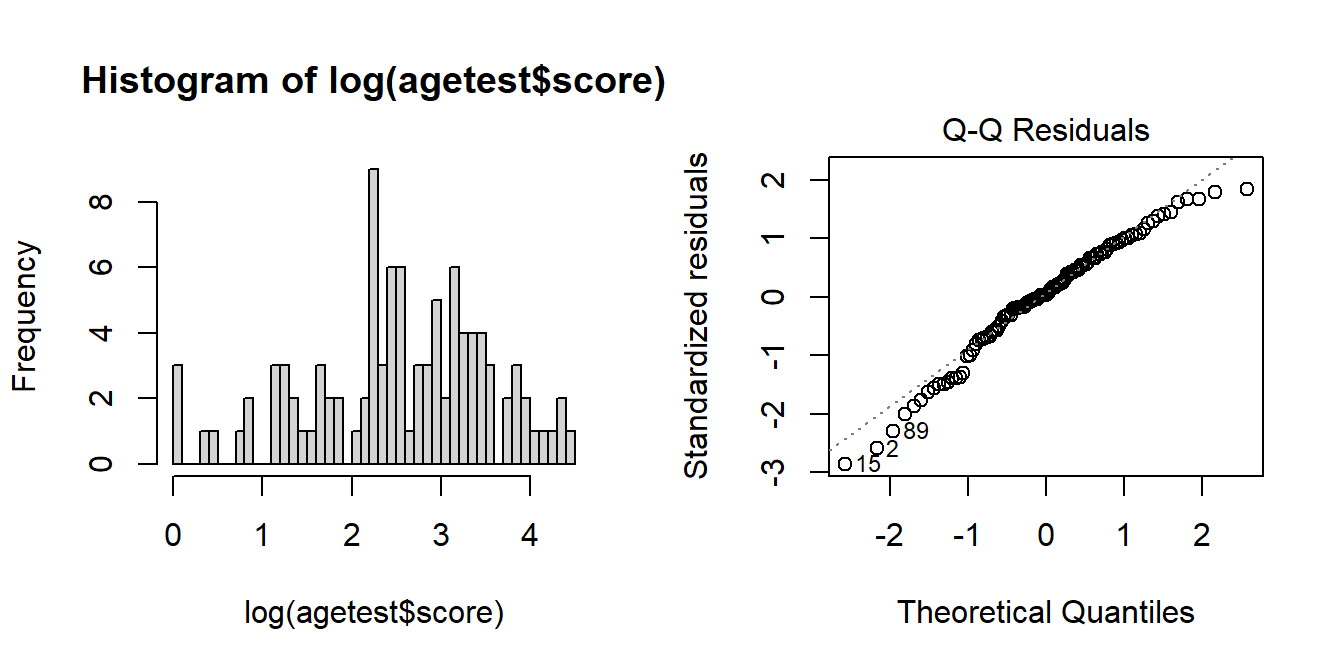 Histogram of log(agetest$score)
Frequency
0 2 4 6 8
0 1 2 3 4
log(agetest$score)
Q-Q Residuals
Standardized residuals
-3 -2 -1 0 1 2
89
2
15
-2 -1 0 1 2
Theoretical Quantiles